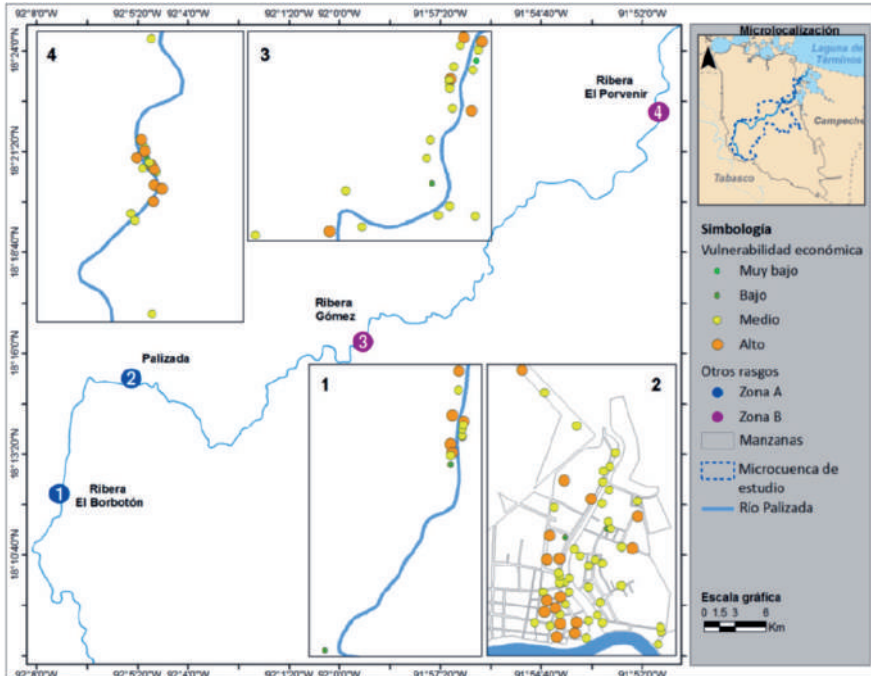 92°8'0"W 92°5'20"W 92°4'0"W 92°1'20"W 92°0'0"W 91°57'20"W 91°54'40"W 91°52'0"W
18°24'0"N
18°21'20"N
18°18'40"N
18°16'0"N
18°13'20"N
18°10'40"N
4
3
Ribera
El Porvenir
4
Ribera
Gómez
3
Palizada
2
1
Ribera
El Borbotón
1
2
92°8'0"W 92°5'20"W 92°4'0"W 92°1'20"W 92°0'0"W 91°57'20"W 91°54'40"W 91°52'0"W
Microlocalización
Laguna de
Términos
Campeche
Tabasco
Simbología
Vulnerabilidad económica
Muy bajo
Bajo
Medio
Alto
Otros rasgos
Zona A
Zona B
Manzanas
Microcuenca de
estudio
Río Palizada
Escala gráfica
0 1.5 3 6
Km